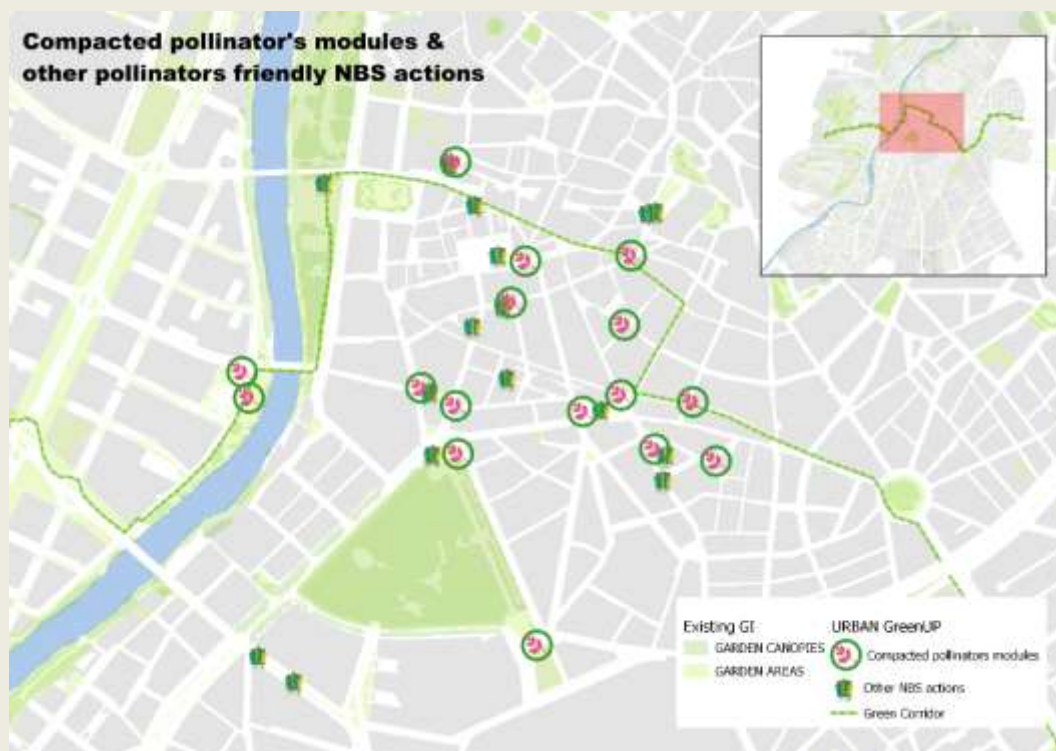 Compacted pollinator's modules &
other pollinators friendly NBS actions
Existing GI
GARDEN CANOPIES
GARDEN AREAS
URBAN GreenUP
Compacted pollinators modules
Other NBS actions
Green Corridor